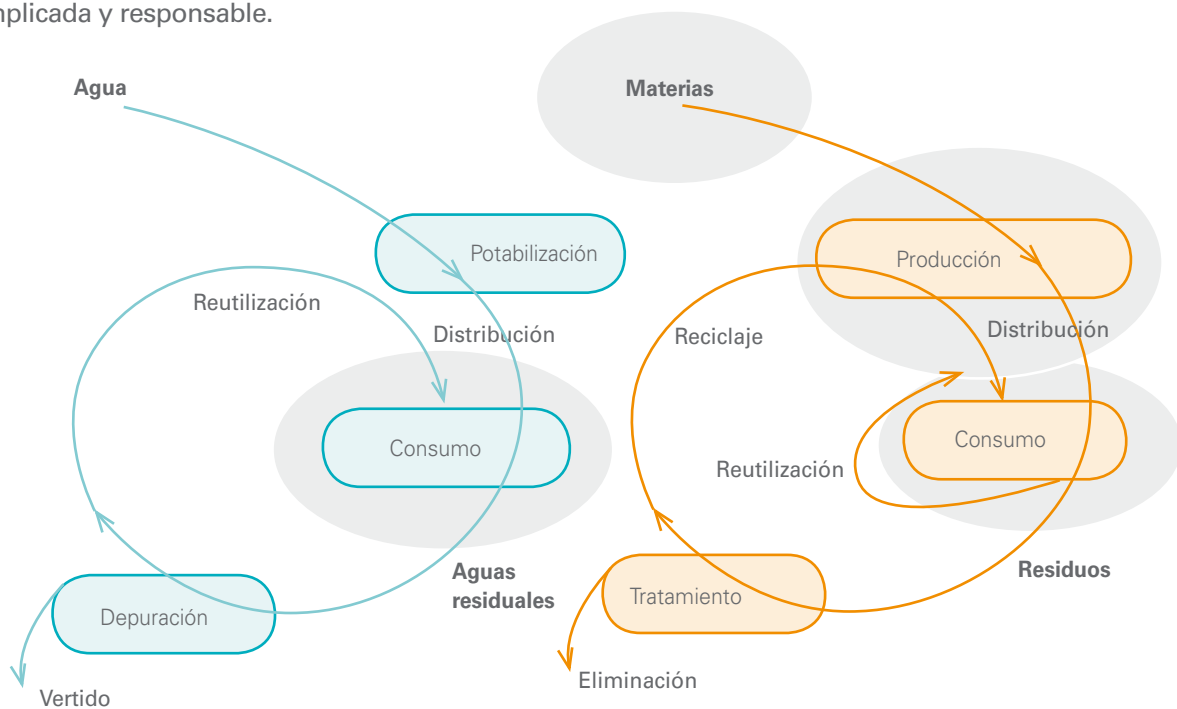 nplicada y responsable.
Agua
Potabilización
Reutilización
Distribución
Consumo
Aguas
residuales
Depuración
Vertido
Materias
Producción
Reciclaje
Distribución
Consumo
Reutilización
Residuos
Tratamiento
Eliminación